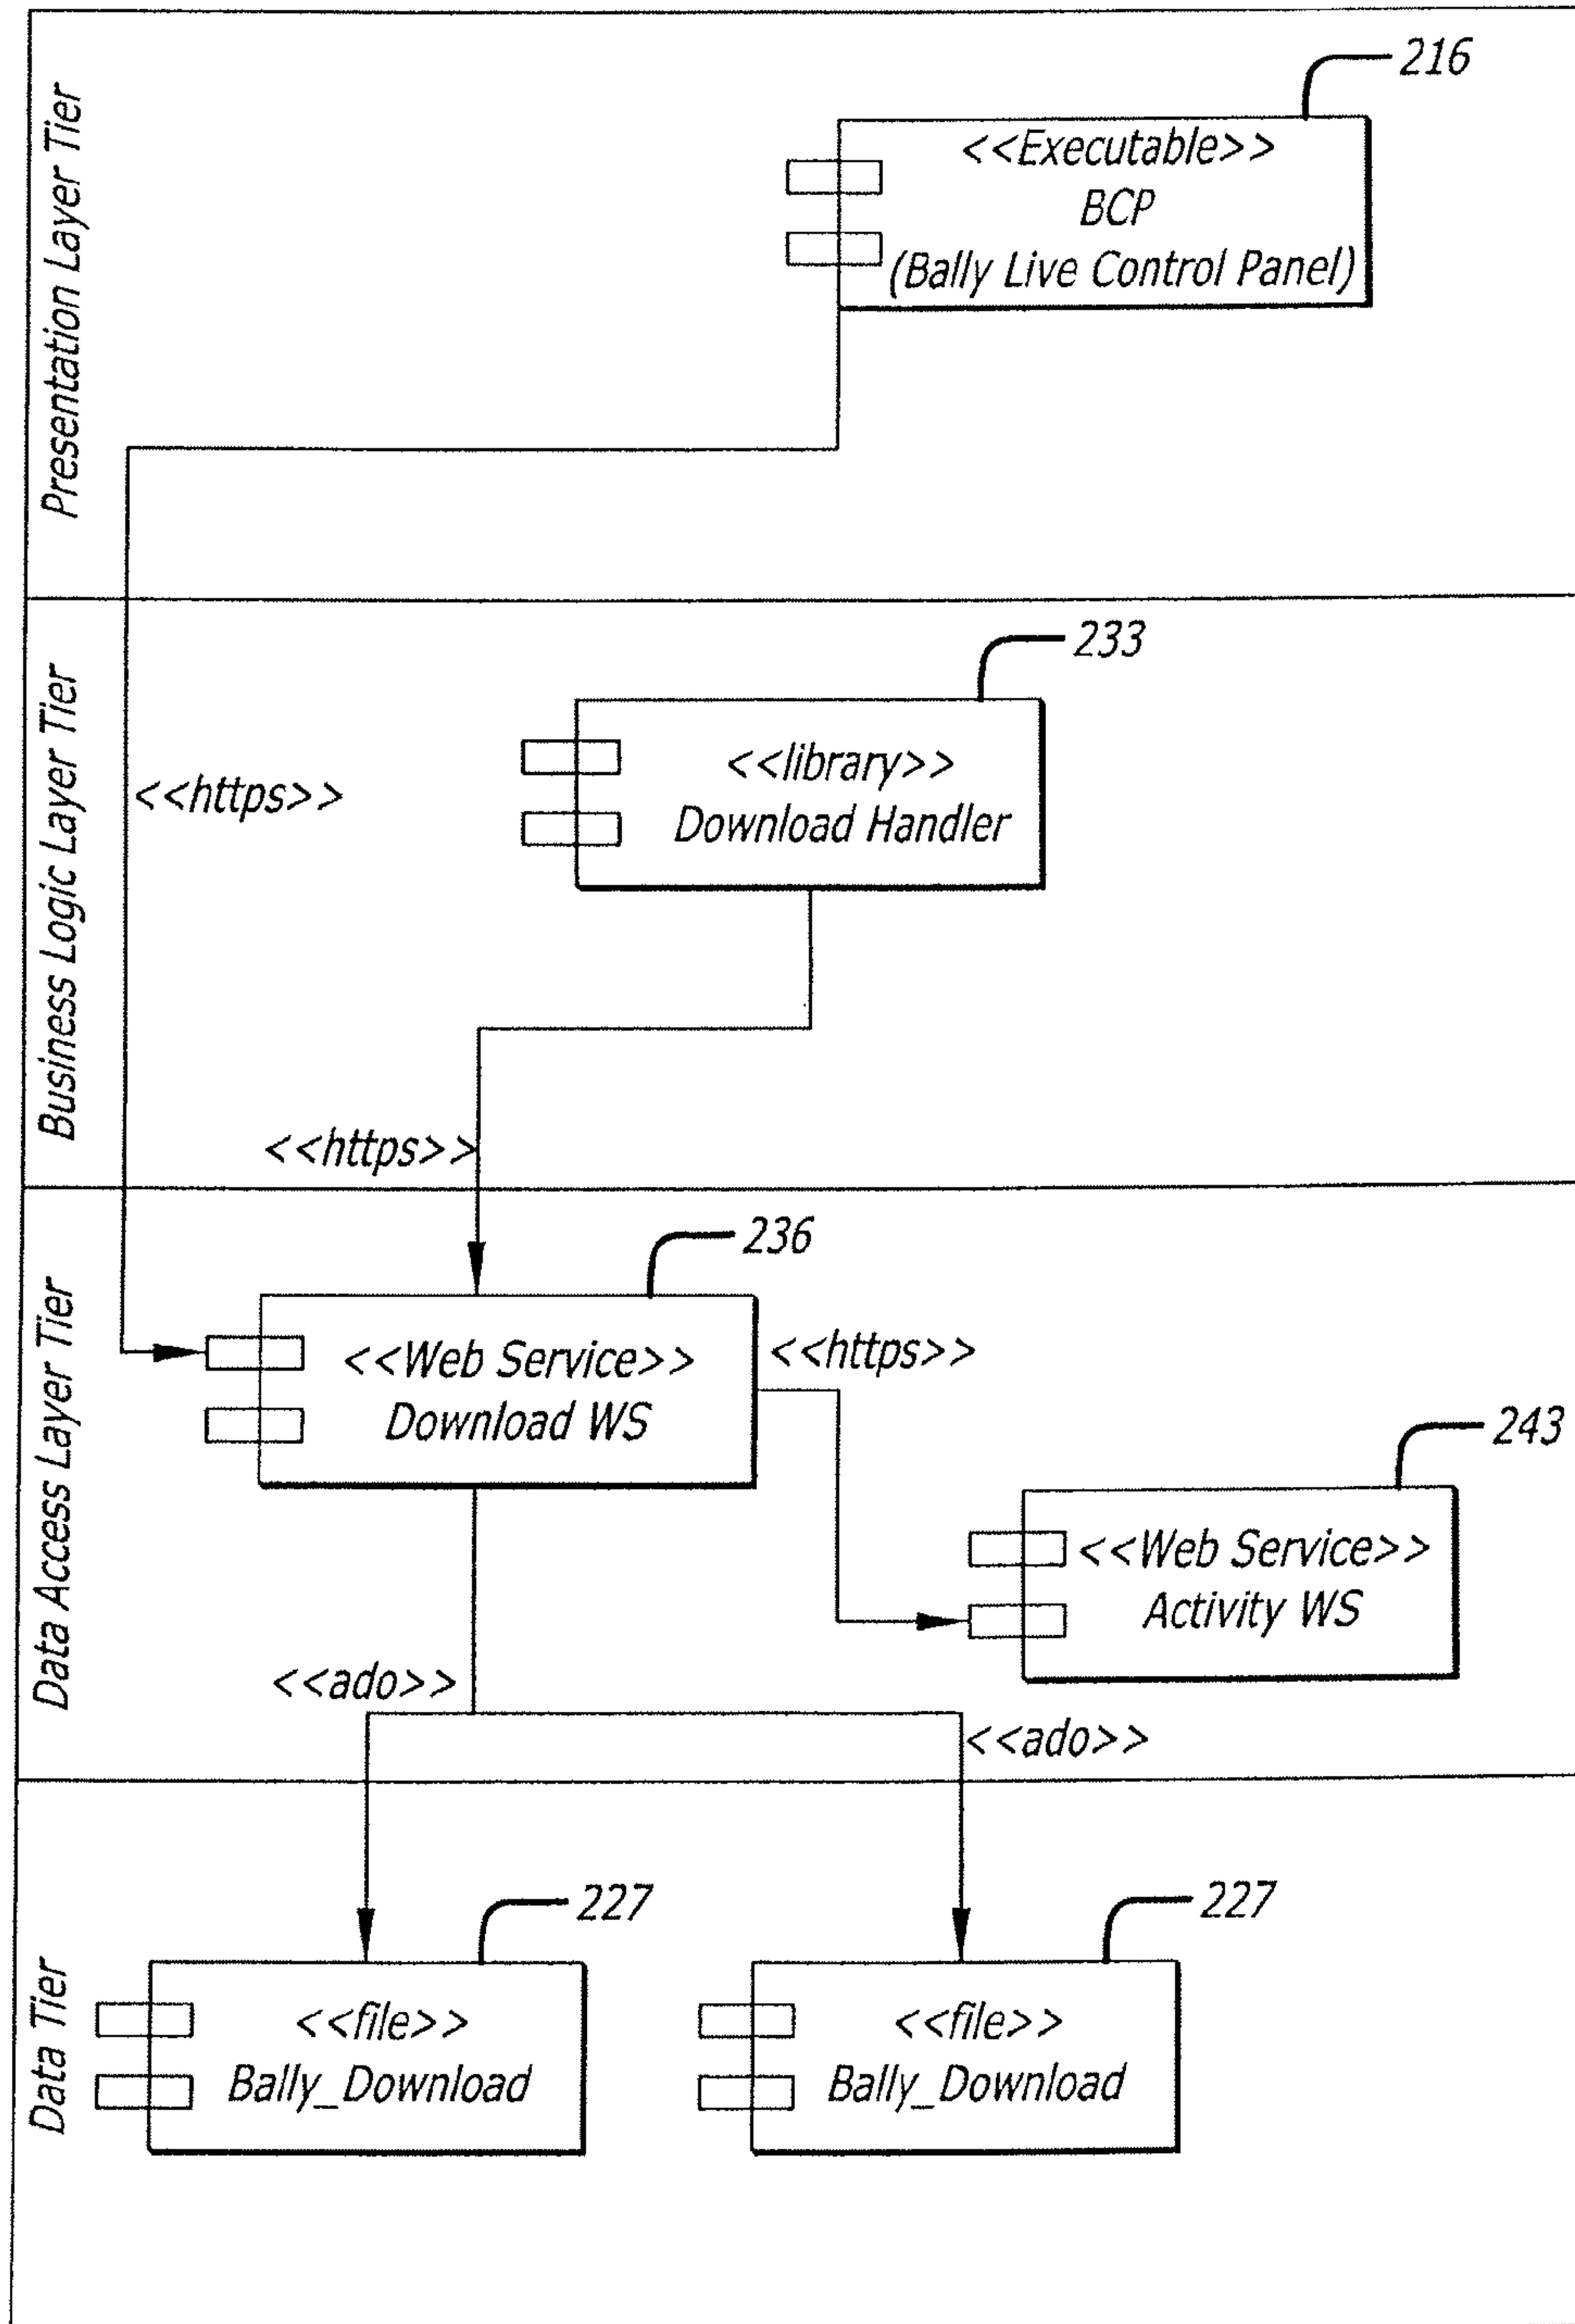 Presentation Layer Tier
216
<<Executable>>
BCP
(Bally Live Control Panel)
Business Logic Layer Tier
233
<<library>>
Download Handler
<<https>>
<<https>>
Data Access Layer Tier
236
<<Web Service>>
Download WS
<<https>>
243
<<Web Service>>
Activity WS
<<ado>>
<<ado>>
Data Tier
227
<<file>>
Bally_Download
227
<<file>>
Bally_Download